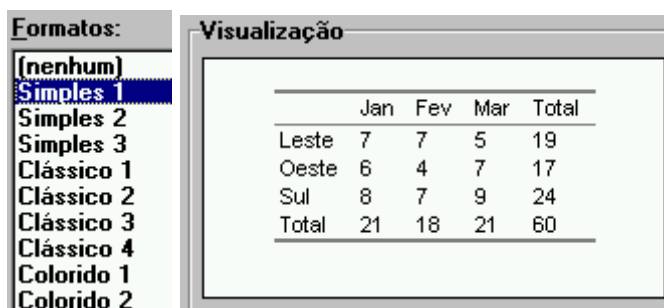 Formatos:
(nenhum)
Simples 1
Simples 2
Simples 3
Clássico 1
Clássico 2
Clássico 3
Clássico 4
Colorido 1
Colorido 2
Visualização
Jan Fev Mar Total
Leste 7 7 5 19
Oeste 6 4 7 17
Sul 8 7 9 24
Total 21 18 21 60